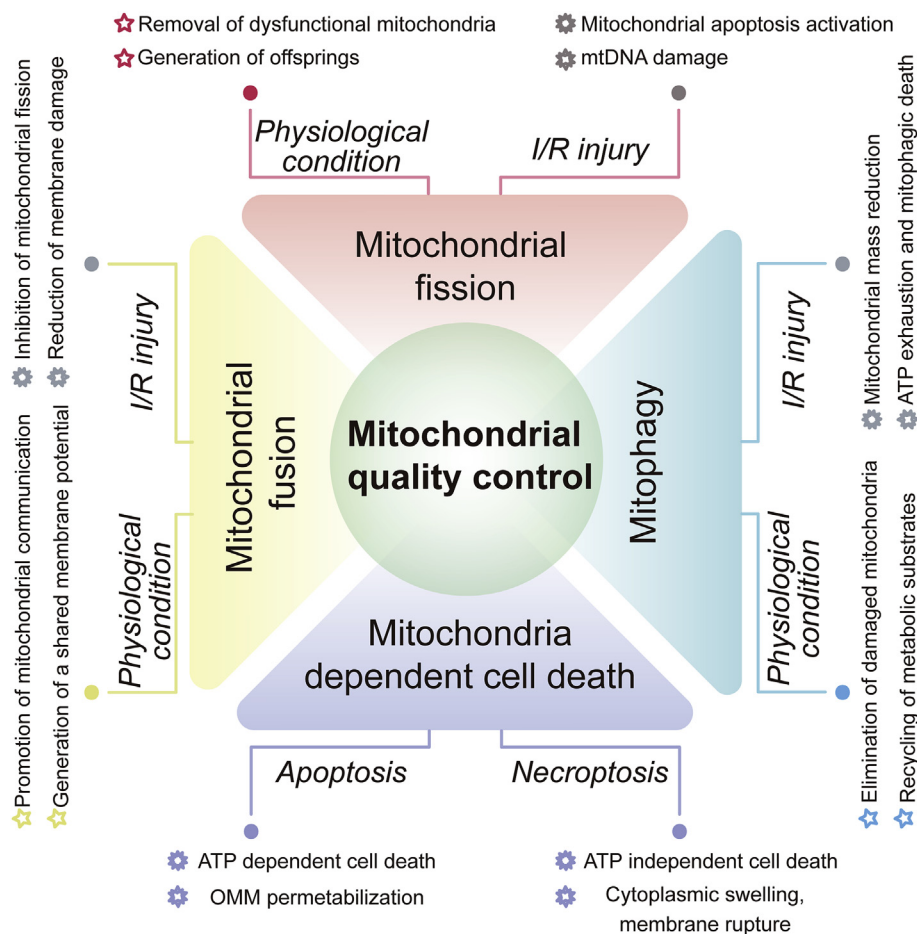 Removal of dysfunctional mitochondria
Generation of offsprings
Mitochondrial apoptosis activation
mtDNA damage
Physiological
condition
I/R injury
Mitochondrial
fission
Inhibition of mitochondrial fission
Reduction of membrane damage
I/R injury
Promotion of mitochondrial communication
Generation of a shared membrane potential
Physiological
condition
Mitochondrial
fusion
Mitochondrial
quality control
Mitophagy
I/R injury
Mitochondrial mass reduction
ATP exhaustion and mitophagic death
Physiological
condition
Elimination of damaged mitochondria
Recycling of metabolic substrates
Mitochondria
dependent cell death
Apoptosis
Necroptosis
ATP dependent cell death
OMM permetabilization
ATP independent cell death
Cytoplasmic swelling,
membrane rupture